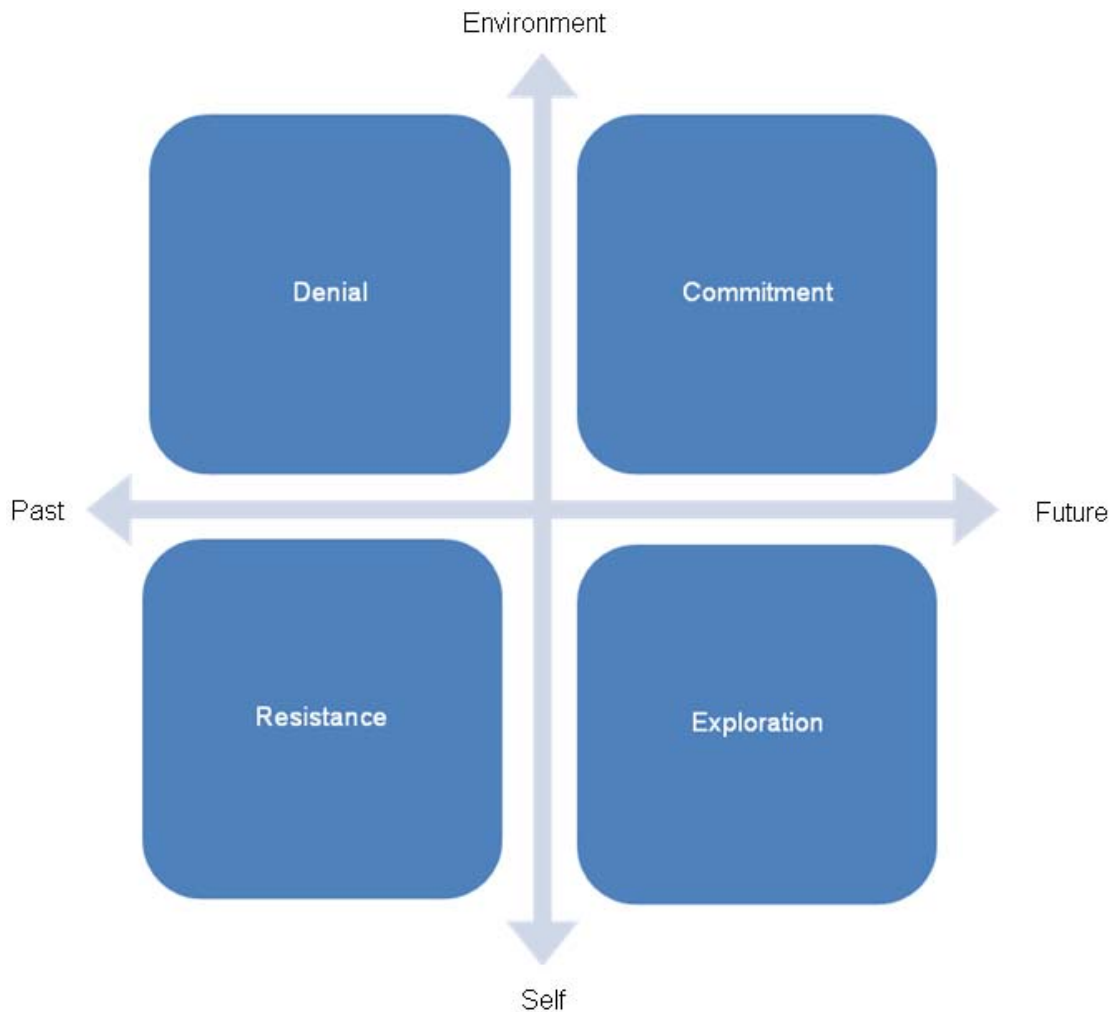 Environment
Denial
Commitment
Past
Future
Resistance
Exploration
Self